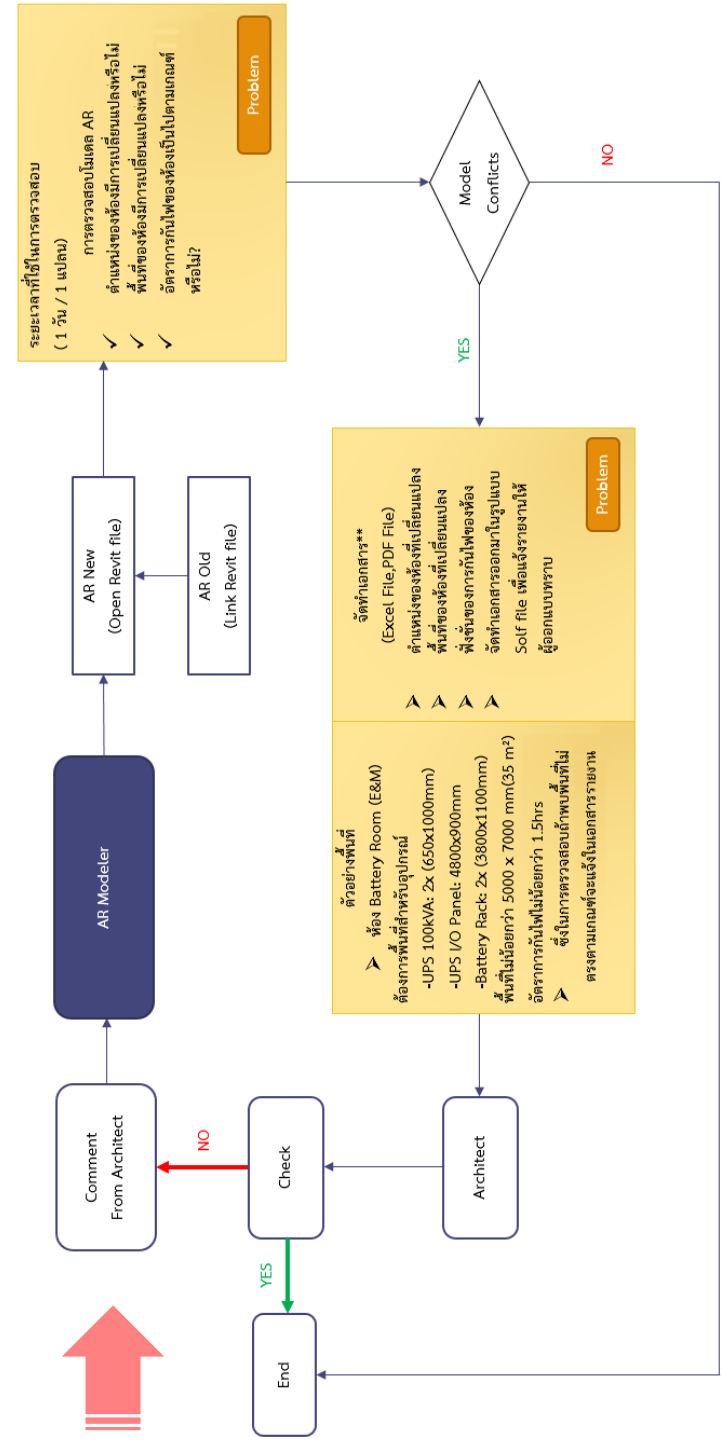 Comment
From Architect
AR Modeler
AR New
(Open Revit file)
AR Old
(Link Revit file)
ระยะเวลาที่ใช้ในการตรวจสอบ
( 1 วัน / 1 แปลน)
การตรวจสอบโมเดล AR
✓ ตำแหน่งของห้องมีการเปลี่ยนแปลงหรือไม่
✓ พื้นที่ของห้องมีการเปลี่ยนแปลงหรือไม่
✓ อัตราการกันไฟของห้องเป็นไปตามเกณฑ์
หรือไม่?
Problem
Model
Conflicts
YES
NO
จัดทำเอกสาร**
(Excel File,PDF File)
➢ ตำแหน่งของห้องที่เปลี่ยนแปลง
➢ พื้นที่ของห้องที่เปลี่ยนแปลง
➢ ฟังชั่นของการกันไฟของห้อง
➢ จัดทำเอกสารออกมาในรูปแบบ
Solf file เพื่อแจ้งรายงานให้
ผู้ออกแบบทราบ
Problem
ตัวอย่างพื้นที่
➢ ห้อง Battery Room (E&M)
ต้องการพื้นที่สำหรับอุปกรณ์
-UPS 100kVA: 2x (650x1000mm)
-UPS I/O Panel: 4800x900mm
-Battery Rack: 2x (3800x1100mm)
พื้นที่ไม่น้อยกว่า 5000 x 7000 mm(35 m²)
อัตราการกันไฟไม่น้อยกว่า 1.5hrs
➢ ซึ่งในการตรวจสอบถ้าพบพื้นที่ไม่
ตรงตามเกณฑ์จะแจ้งในเอกสารรายงาน
Architect
Check
NO
YES
End